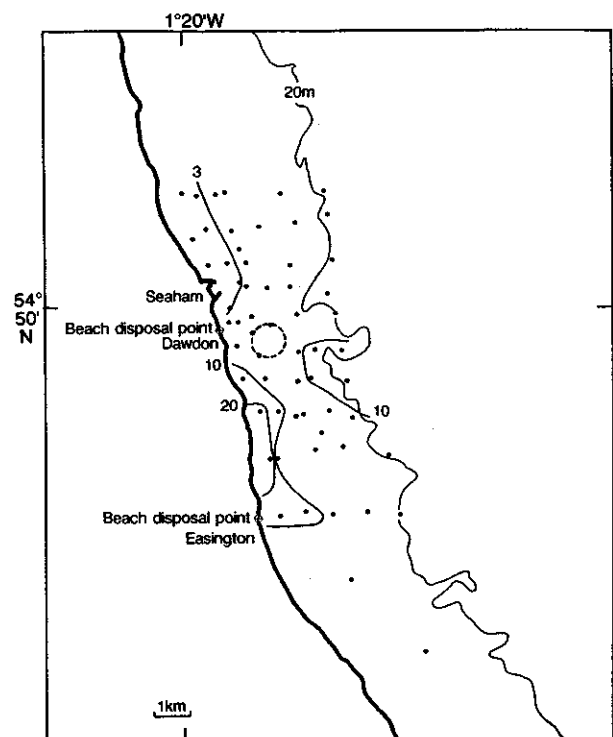 1°20'W
20m
3
Seaham
54°
50'
N
Beach disposal point
Dawdon
10
20
10
Beach disposal point
Easington
1km